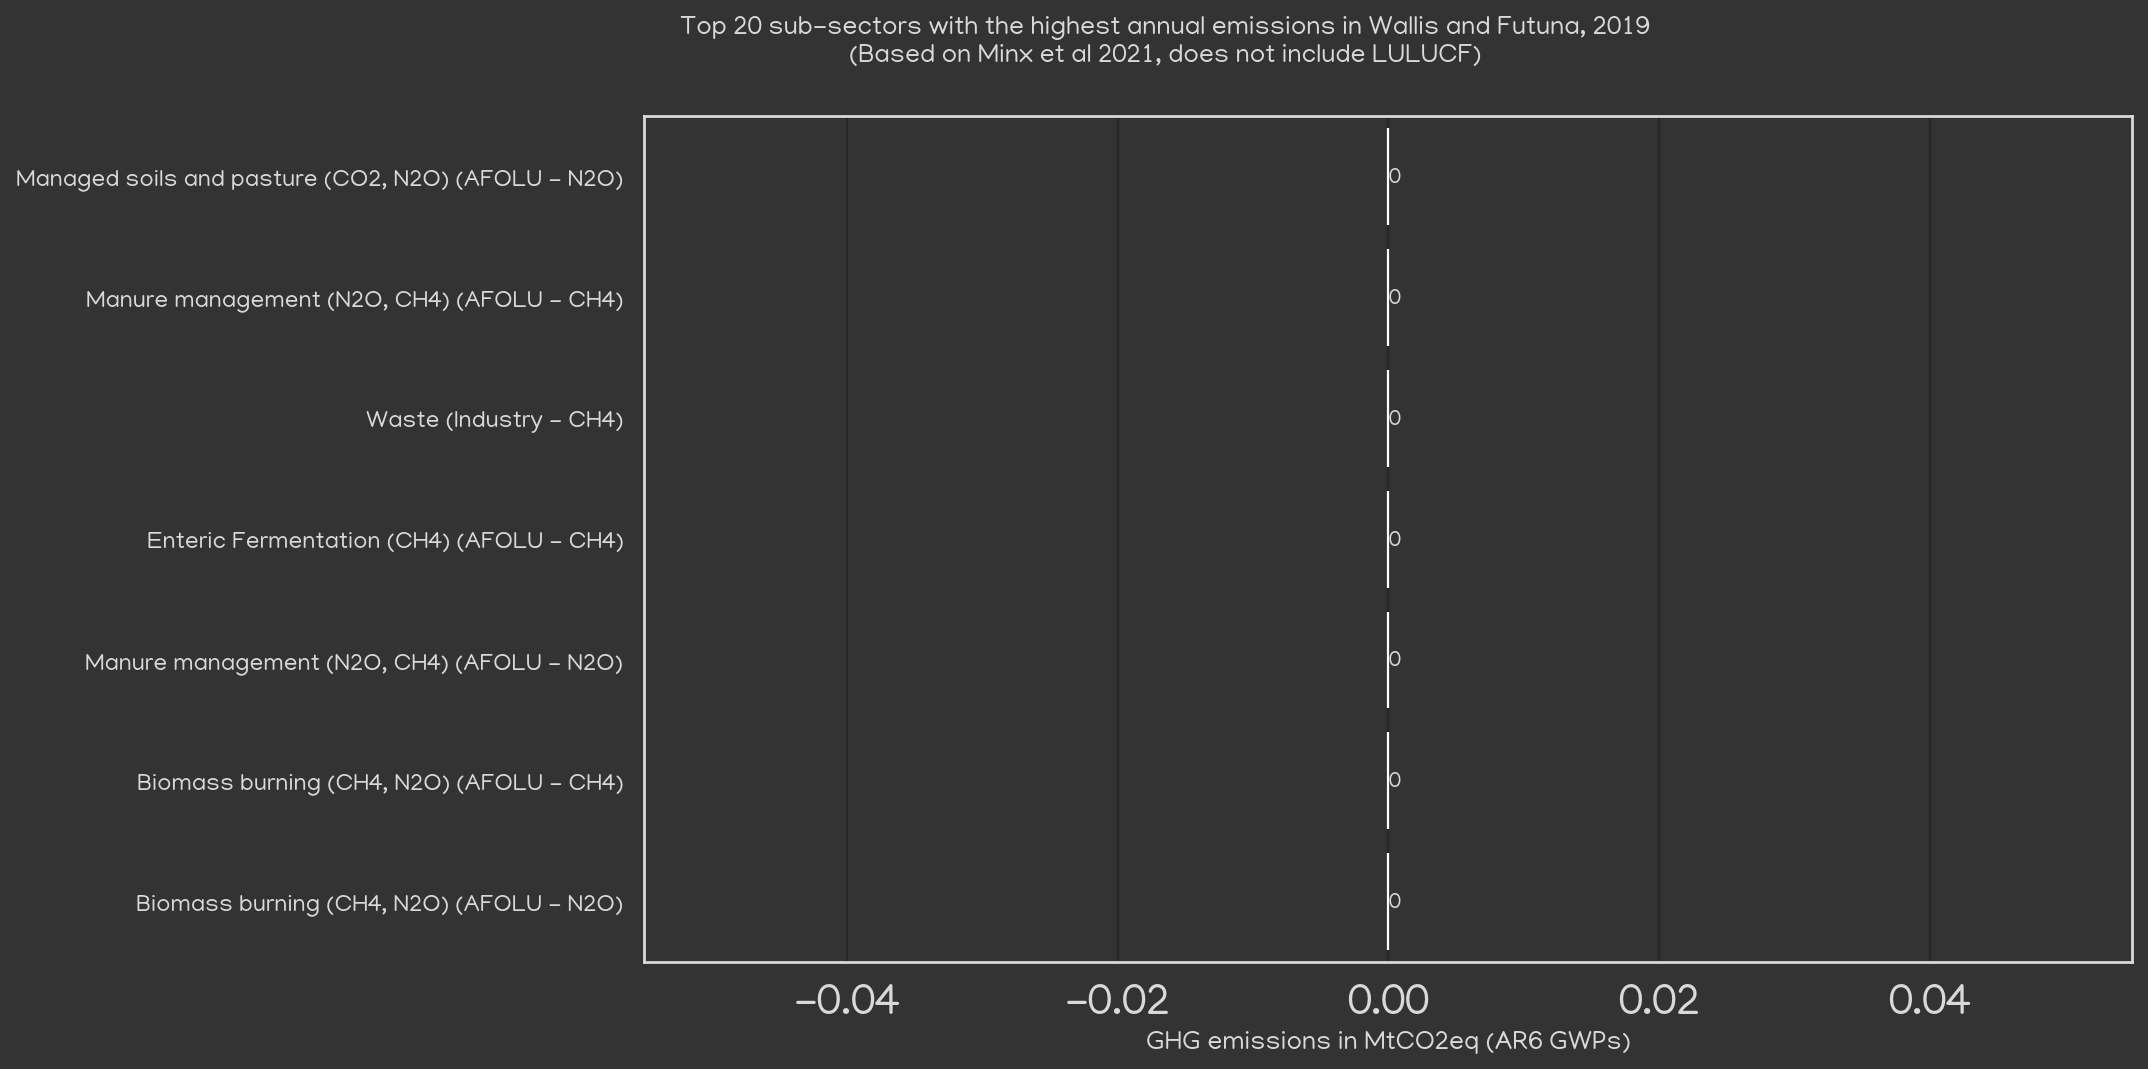 Top 20 sub-sectors with the highest annual emissions in Wallis and Futuna, 2019
(Based on Minx et al 2021, does not include LULUCF)
Managed soils and pasture (CO2, N2O) (AFOLU - N2O)
0
Manure management (N2O, CH4) (AFOLU - CH4)
0
Waste (Industry - CH4)
0
Enteric Fermentation (CH4) (AFOLU - CH4)
0
Manure management (N2O, CH4) (AFOLU - N2O)
0
Biomass burning (CH4, N2O) (AFOLU - CH4)
0
Biomass burning (CH4, N2O) (AFOLU - N2O)
0
-0.04 -0.02 0.00 0.02 0.04
GHG emissions in MtCO2eq (AR6 GWPs)